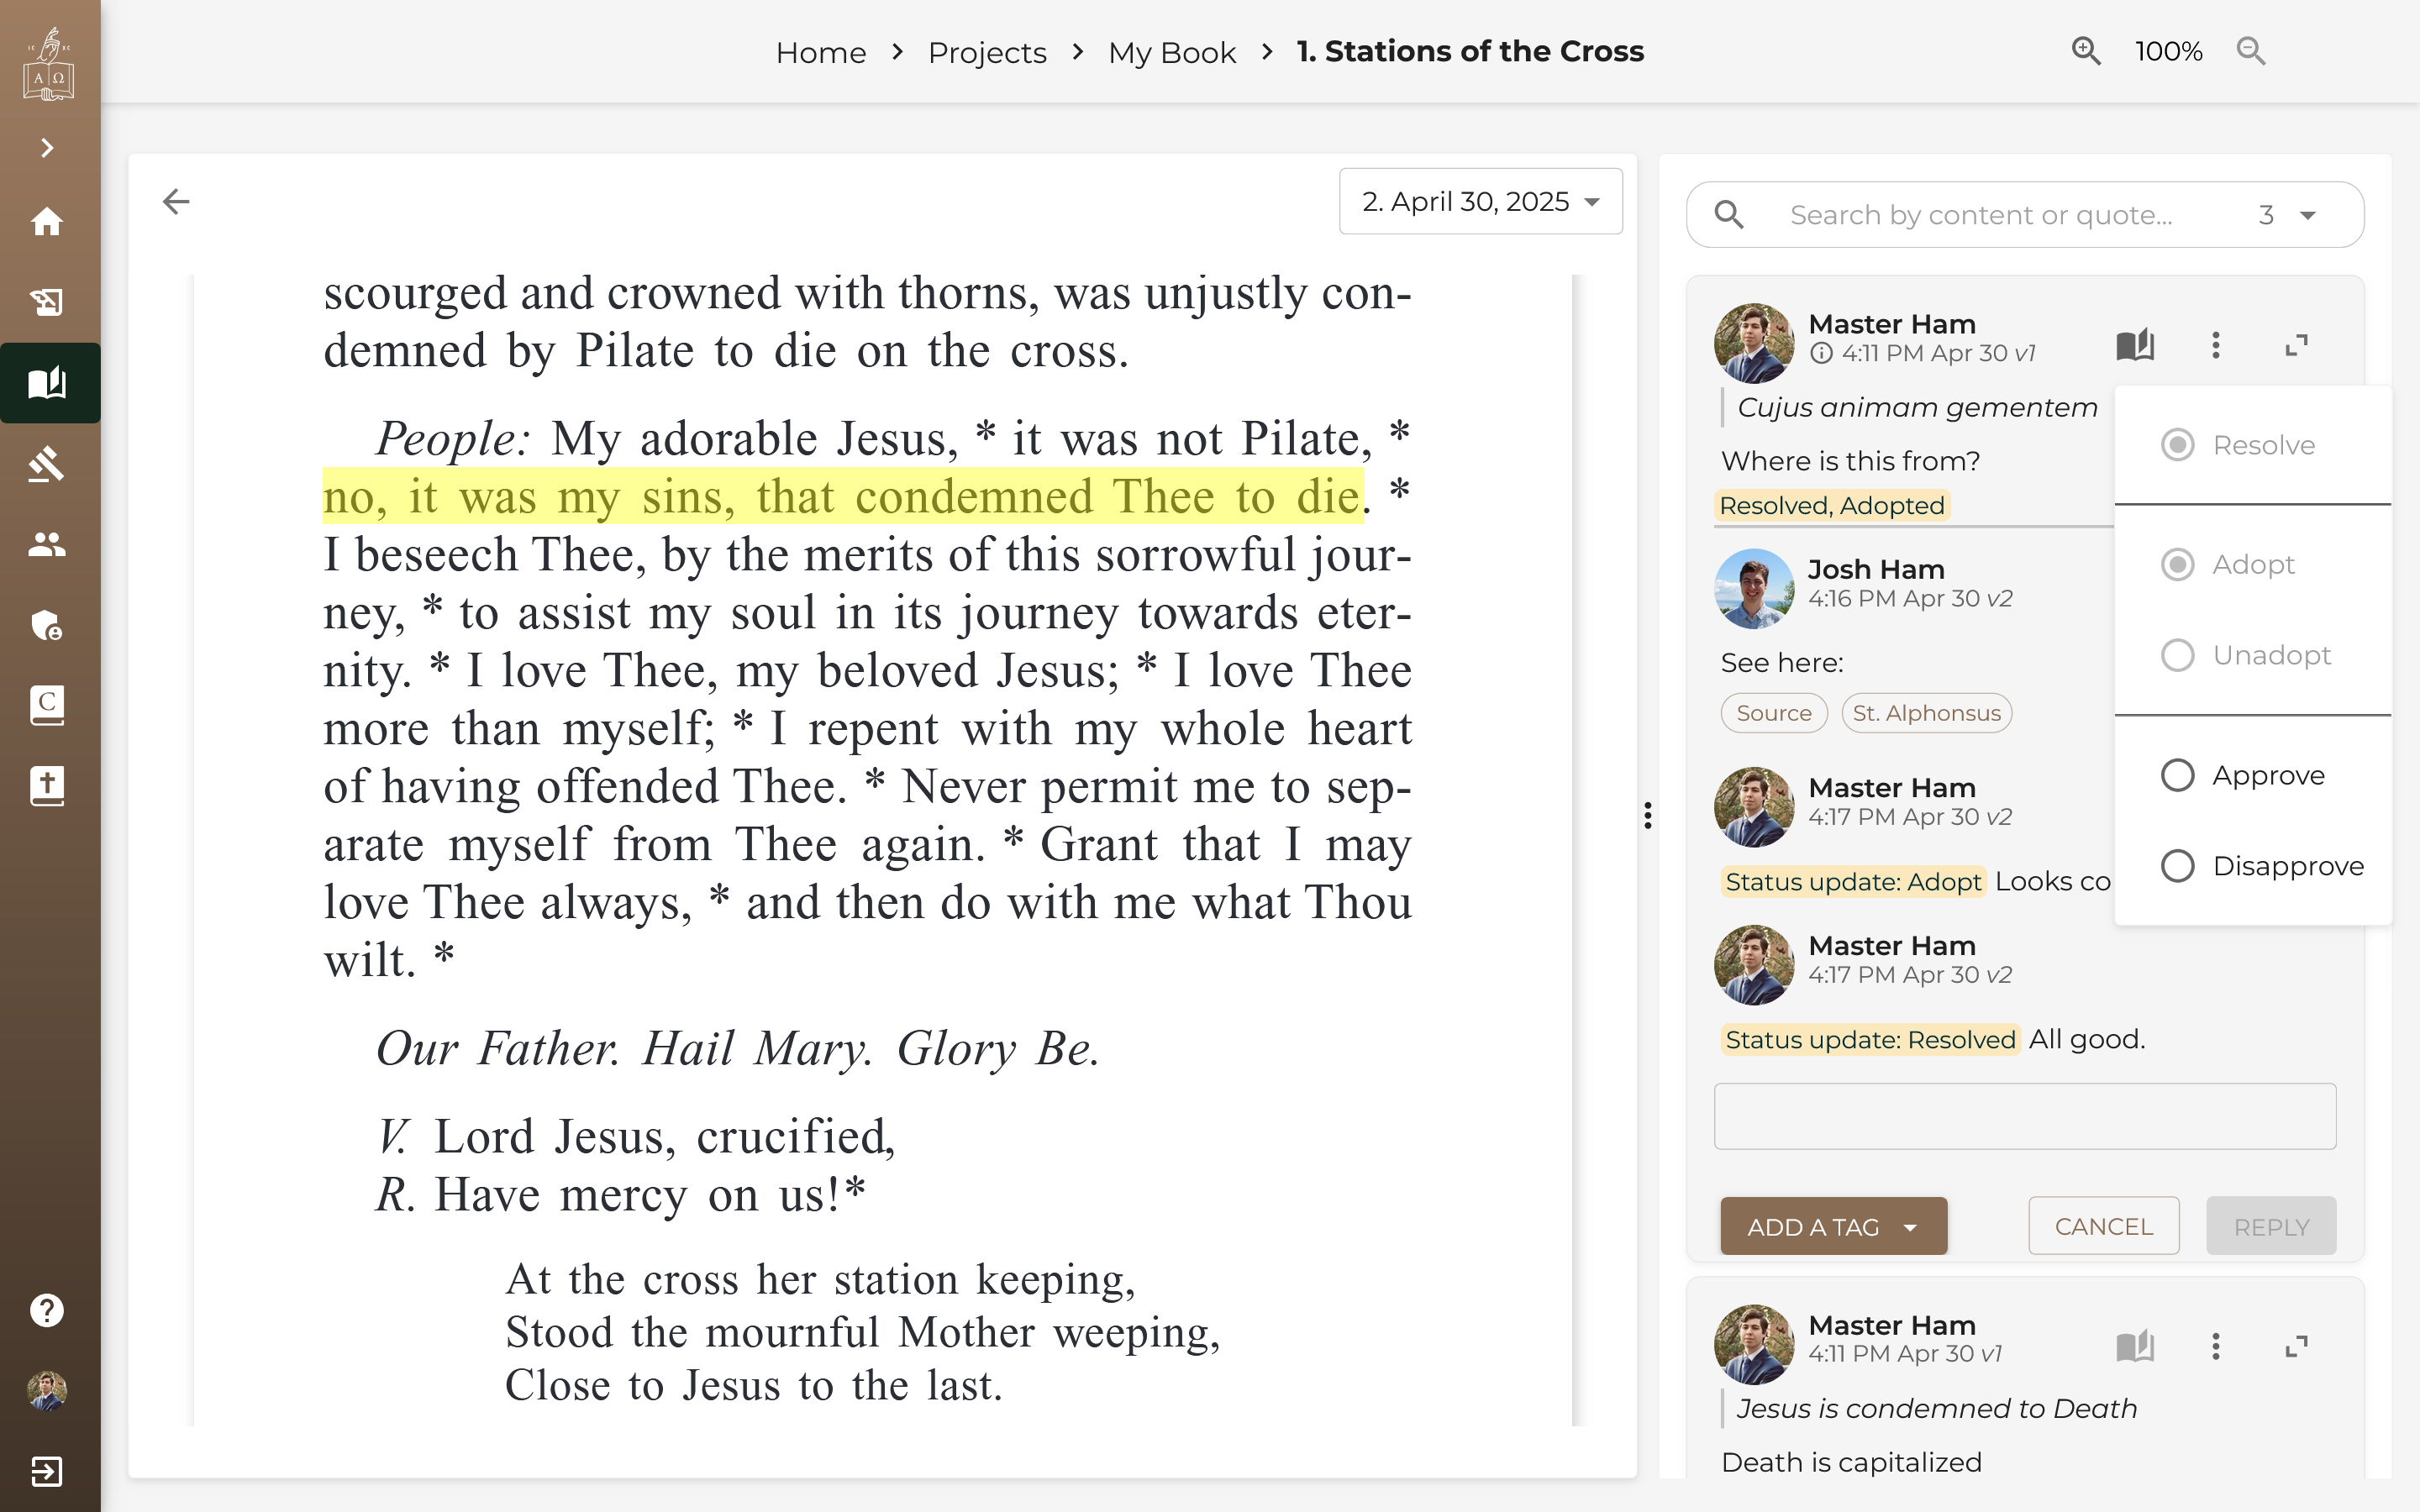 IC XC
Α Ω
Home > Projects > My Book > 1. Stations of the Cross
100%
2. April 30, 2025
scourged and crowned with thorns, was unjustly con-
demned by Pilate to die on the cross.
People: My adorable Jesus, * it was not Pilate, *
no, it was my sins, that condemned Thee to die. *
I beseech Thee, by the merits of this sorrowful jour-
ney, * to assist my soul in its journey towards eter-
nity. * I love Thee, my beloved Jesus; * I love Thee
more than myself; * I repent with my whole heart
of having offended Thee. * Never permit me to sep-
arate myself from Thee again. * Grant that I may
love Thee always, * and then do with me what Thou
wilt. *
Our Father. Hail Mary. Glory Be.
V. Lord Jesus, crucified,
R. Have mercy on us!*
At the cross her station keeping,
Stood the mournful Mother weeping,
Close to Jesus to the last.
Search by content or quote...
3
Master Ham
4:11 PM Apr 30 v1
Cujus animam gementem
Where is this from?
Resolved, Adopted
Josh Ham
4:16 PM Apr 30 v2
See here:
Source
St. Alphonsus
Master Ham
4:17 PM Apr 30 v2
Status update: Adopt Looks co
Master Ham
4:17 PM Apr 30 v2
Status update: Resolved All good.
ADD A TAG
CANCEL
REPLY
Resolve
Adopt
Unadopt
Approve
Disapprove
Master Ham
4:11 PM Apr 30 v1
Jesus is condemned to Death
Death is capitalized
C